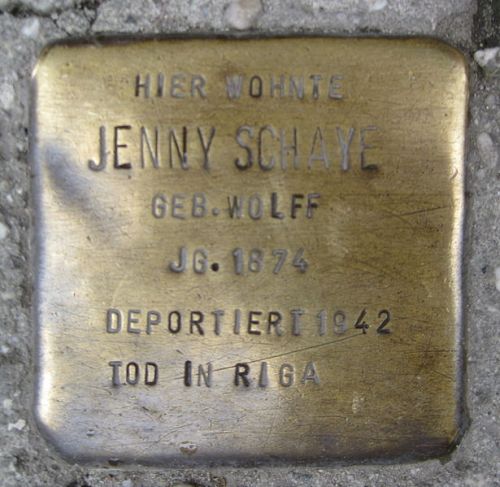 HIER WOHNTE
JENNY SCHAYE
GEB. WOLFF
JG. 1874
DEPORTIERT 1942
TOD IN RIGA